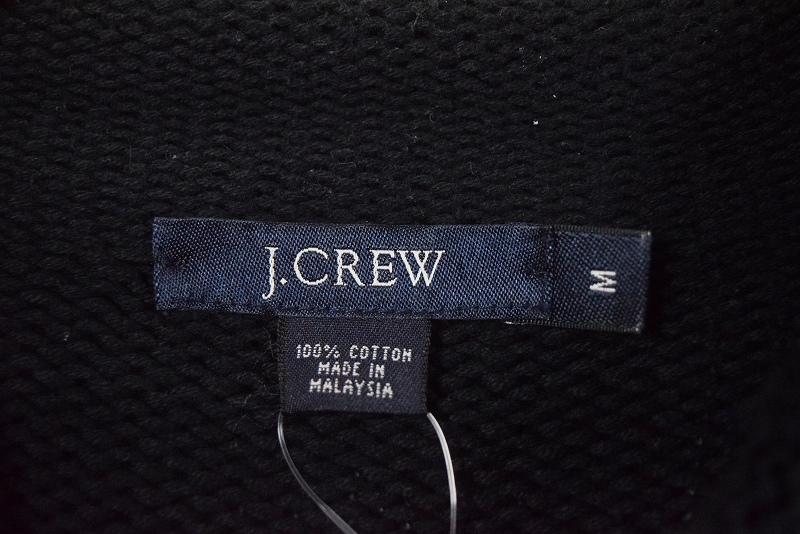 J.CREW
M
100% COTTON
MADE IN
MALAYSIA